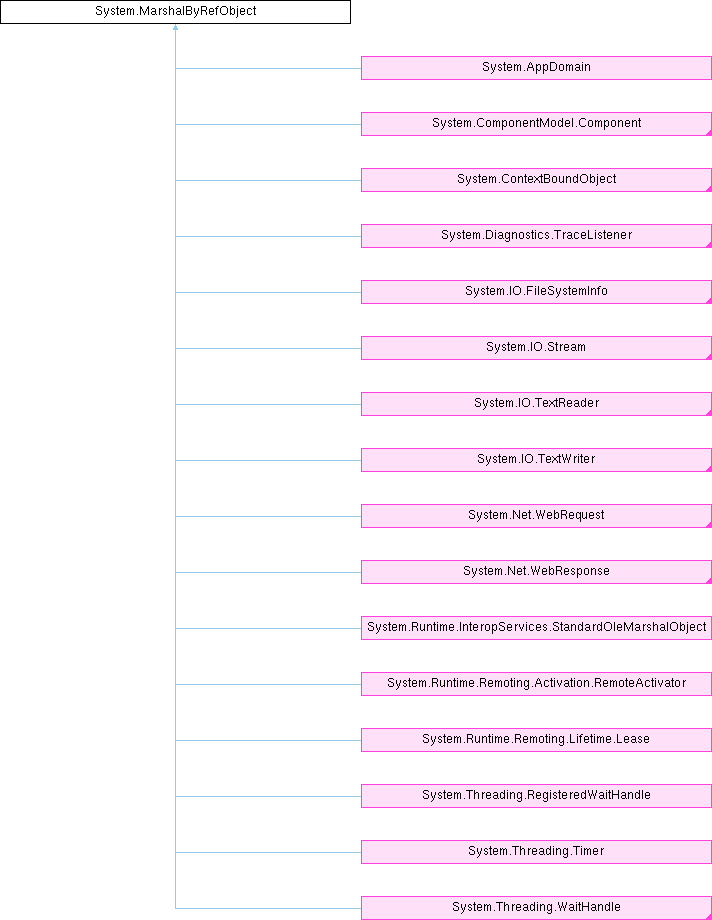 System.MarshalByRefObject
System.AppDomain
System.ComponentModel.Component
System.ContextBoundObject
System.Diagnostics.TraceListener
System.IO.FileSystemInfo
System.IO.Stream
System.IO.TextReader
System.IO.TextWriter
System.Net.WebRequest
System.Net.WebResponse
System.Runtime.InteropServices.StandardOleMarshalObject
System.Runtime.Remoting.Activation.RemoteActivator
System.Runtime.Remoting.Lifetime.Lease
System.Threading.RegisteredWaitHandle
System.Threading.Timer
System.Threading.WaitHandle